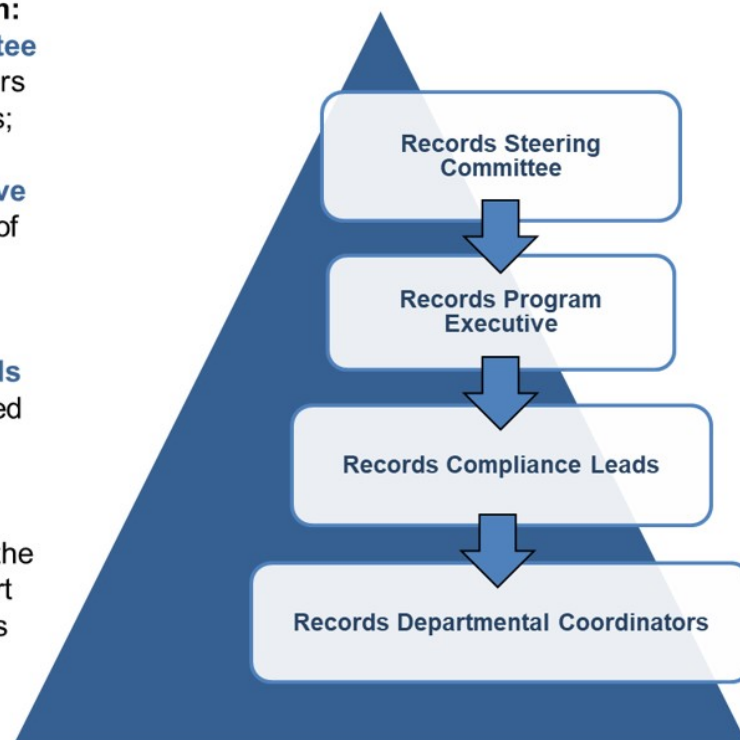 n:
tee
rs
s;
ve
of
ds
ed
the
rt
s
Records Steering
Committee
Records Program
Executive
Records Compliance Leads
Records Departmental Coordinators